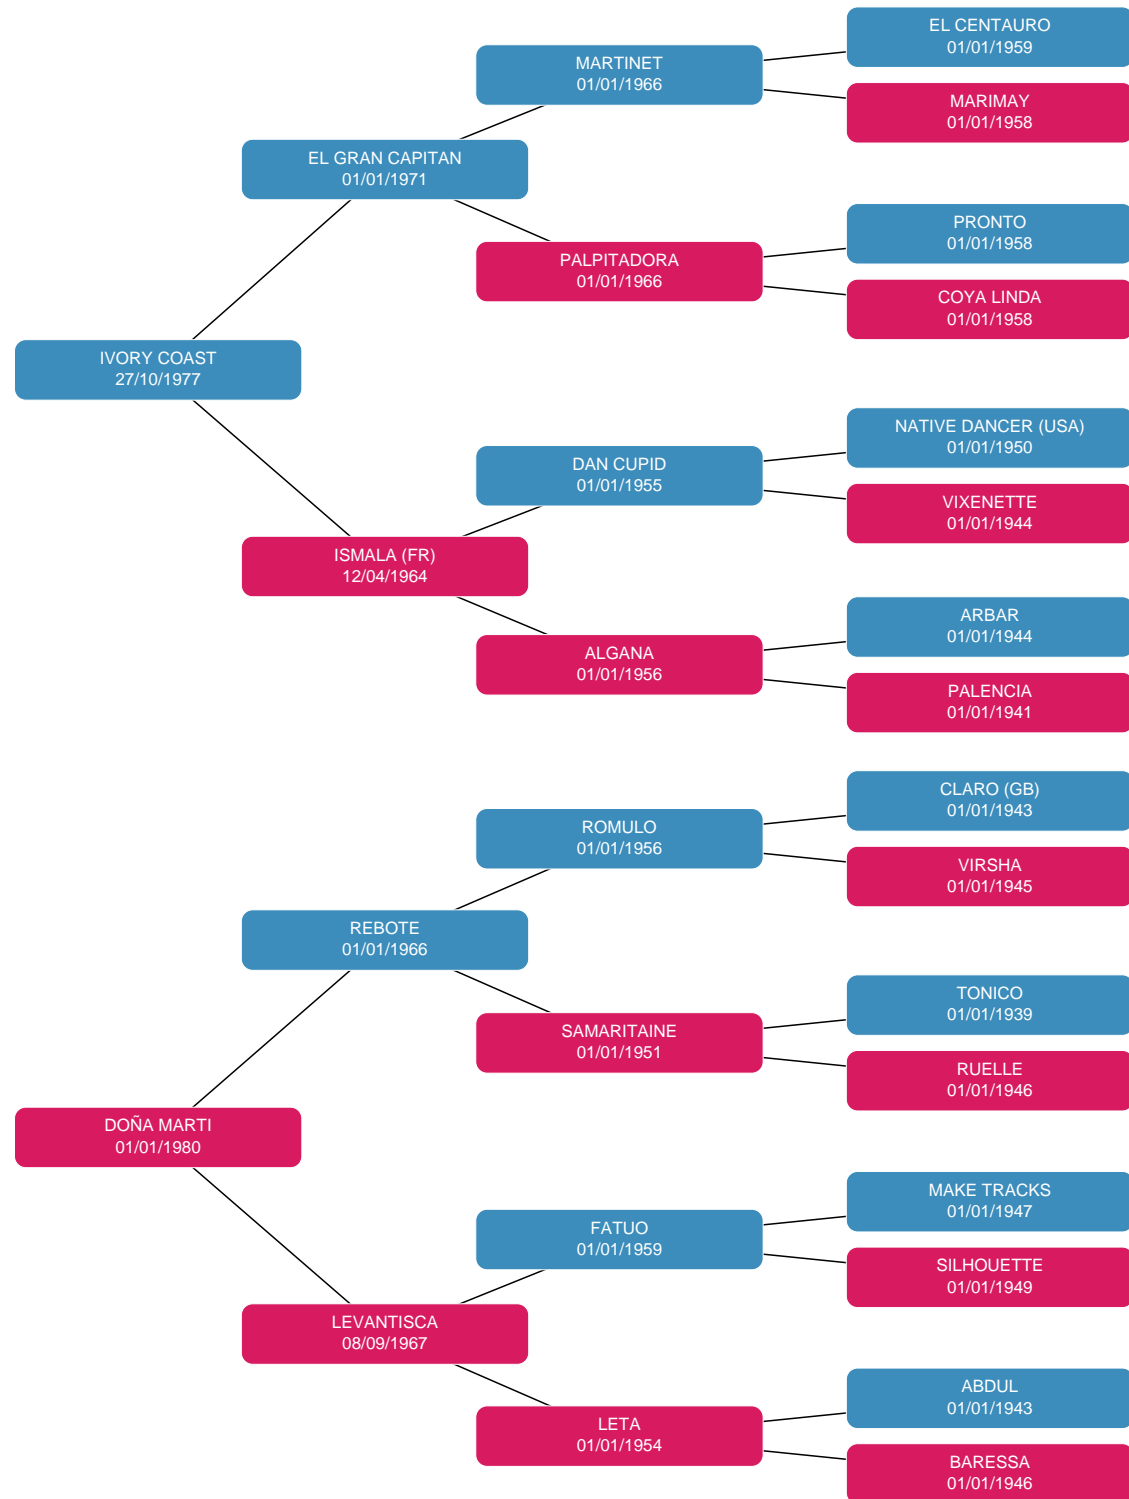 EL CENTAURO
01/01/1959
MARTINET
01/01/1966
MARIMAY
01/01/1958
EL GRAN CAPITAN
01/01/1971
PRONTO
01/01/1958
PALPITADORA
01/01/1966
COYA LINDA
01/01/1958
IVORY COAST
27/10/1977
NATIVE DANCER (USA)
01/01/1950
DAN CUPID
01/01/1955
VIXENETTE
01/01/1944
ISMALA (FR)
12/04/1964
ARBAR
01/01/1944
ALGANA
01/01/1956
PALENCIA
01/01/1941
CLARO (GB)
01/01/1943
ROMULO
01/01/1956
VIRSHA
01/01/1945
REBOTE
01/01/1966
TONICO
01/01/1939
SAMARITAINE
01/01/1951
RUELLE
01/01/1946
DOÑA MARTI
01/01/1980
MAKE TRACKS
01/01/1947
FATUO
01/01/1959
SILHOUETTE
01/01/1949
LEVANTISCA
08/09/1967
ABDUL
01/01/1943
LETA
01/01/1954
BARESSA
01/01/1946